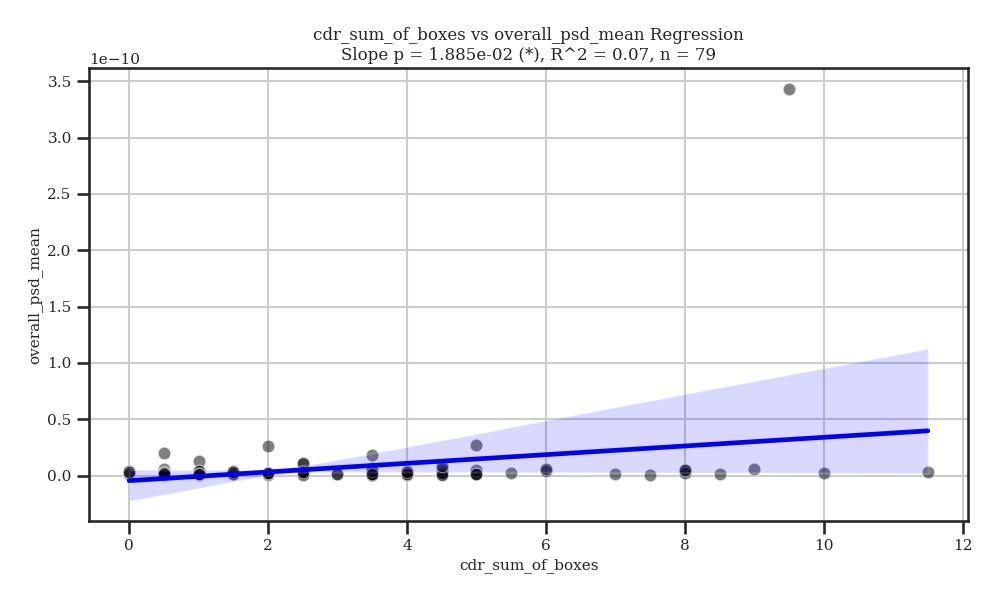 cdr_sum_of_boxes vs overall_psd_mean Regression
Slope p = 1.885e-02 (*), R^2 = 0.07, n = 79
1e−10
3.5
3.0
2.5
2.0
1.5
1.0
0.5
0.0
overall_psd_mean
0 2 4 6 8 10 12
cdr_sum_of_boxes